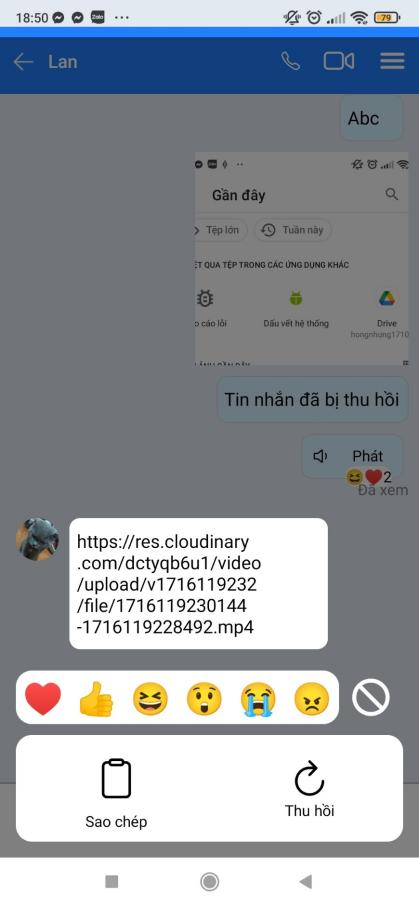 18:50
Zalo
79
Lan
Abc
Gần đây
Tệp lớn
Tuần này
ẾT QUẢ TỆP TRONG CÁC ỨNG DỤNG KHÁC
o cáo lỗi
Dấu vết hệ thống
Drive
hongnhung1710
Tin nhắn đã bị thu hồi
Phát
2
Đã xem
https://res.cloudinary
.com/dctyqb6u1/video
/upload/v1716119232
/file/1716119230144
-1716119228492.mp4
Sao chép
Thu hồi